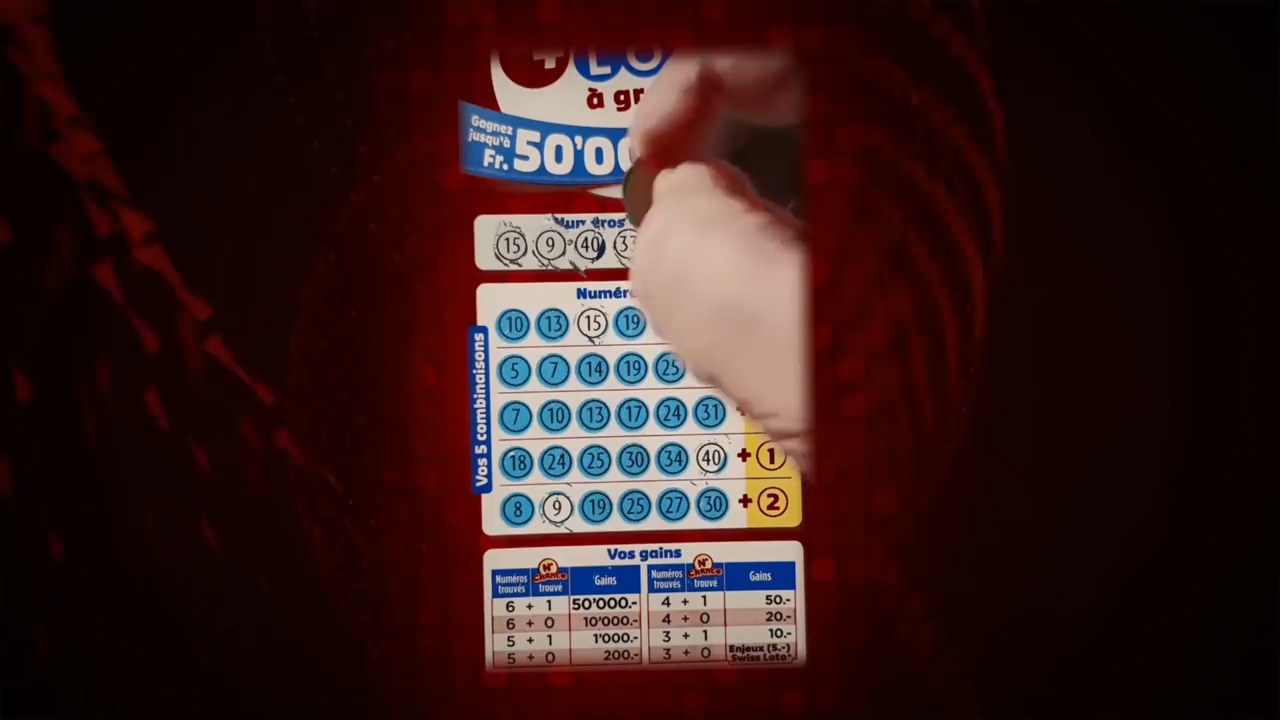 + LO
à gr
Gagnez
jusqu'à
Fr. 50'00
Numéros
15 9 40 33
Numéro
Vos 5 combinaisons
10 13 15 19
5 7 14 19 25
7 10 13 17 24 31 +
18 24 25 30 34 40 + 1
8 9 19 25 27 30 + 2
Vos gains
Numéros trouvés N° CHANCE trouvé Gains Numéros trouvés N° CHANCE trouvé Gains
6 + 1 50'000.- 4 + 1 50.-
6 + 0 10'000.- 4 + 0 20.-
5 + 1 1'000.- 3 + 1 10.-
5 + 0 200.- 3 + 0 Enjeux (5.-) Swiss Loto*